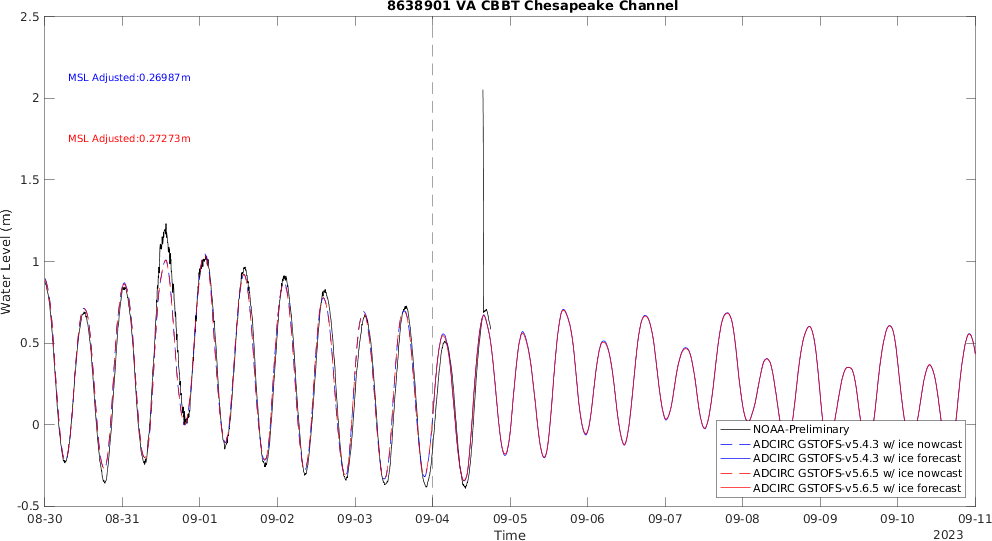 8638901 VA CBBT Chesapeake Channel
2.5
MSL Adjusted:0.26987m
2
MSL Adjusted:0.27273m
1.5
1
0.5
0
-0.5
Water Level (m)
NOAA-Preliminary
ADCIRC GSTOFS-v5.4.3 w/ ice nowcast
ADCIRC GSTOFS-v5.4.3 w/ ice forecast
ADCIRC GSTOFS-v5.6.5 w/ ice nowcast
ADCIRC GSTOFS-v5.6.5 w/ ice forecast
08-30 08-31 09-01 09-02 09-03 09-04 09-05 09-06 09-07 09-08 09-09 09-10 09-11
Time
2023